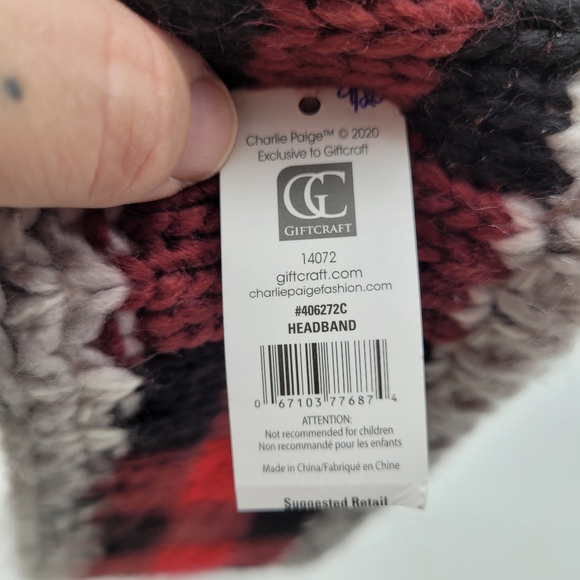 Charlie Paige™ © 2020
Exclusive to Giftcraft
GC
GIFTCRAFT
14072
giftcraft.com
charliepaigefashion.com
#406272C
HEADBAND
0 67103 77687 4
ATTENTION:
Not recommended for children
Non recommandé pour les enfants
Made in China/Fabriqué en Chine
Suggested Retail